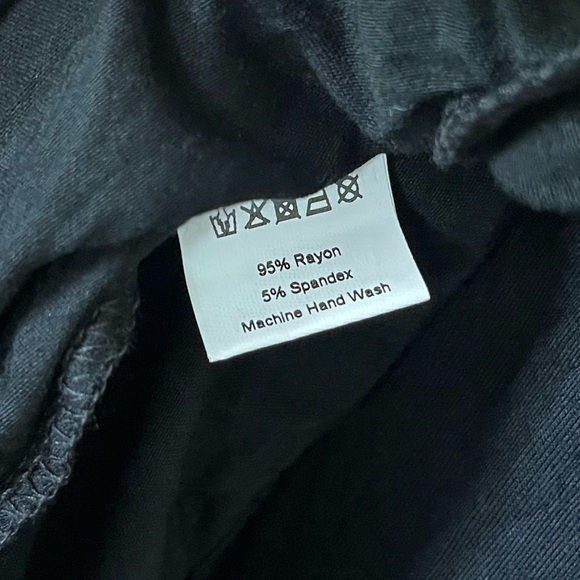 95% Rayon
5% Spandex
Machine Hand Wash